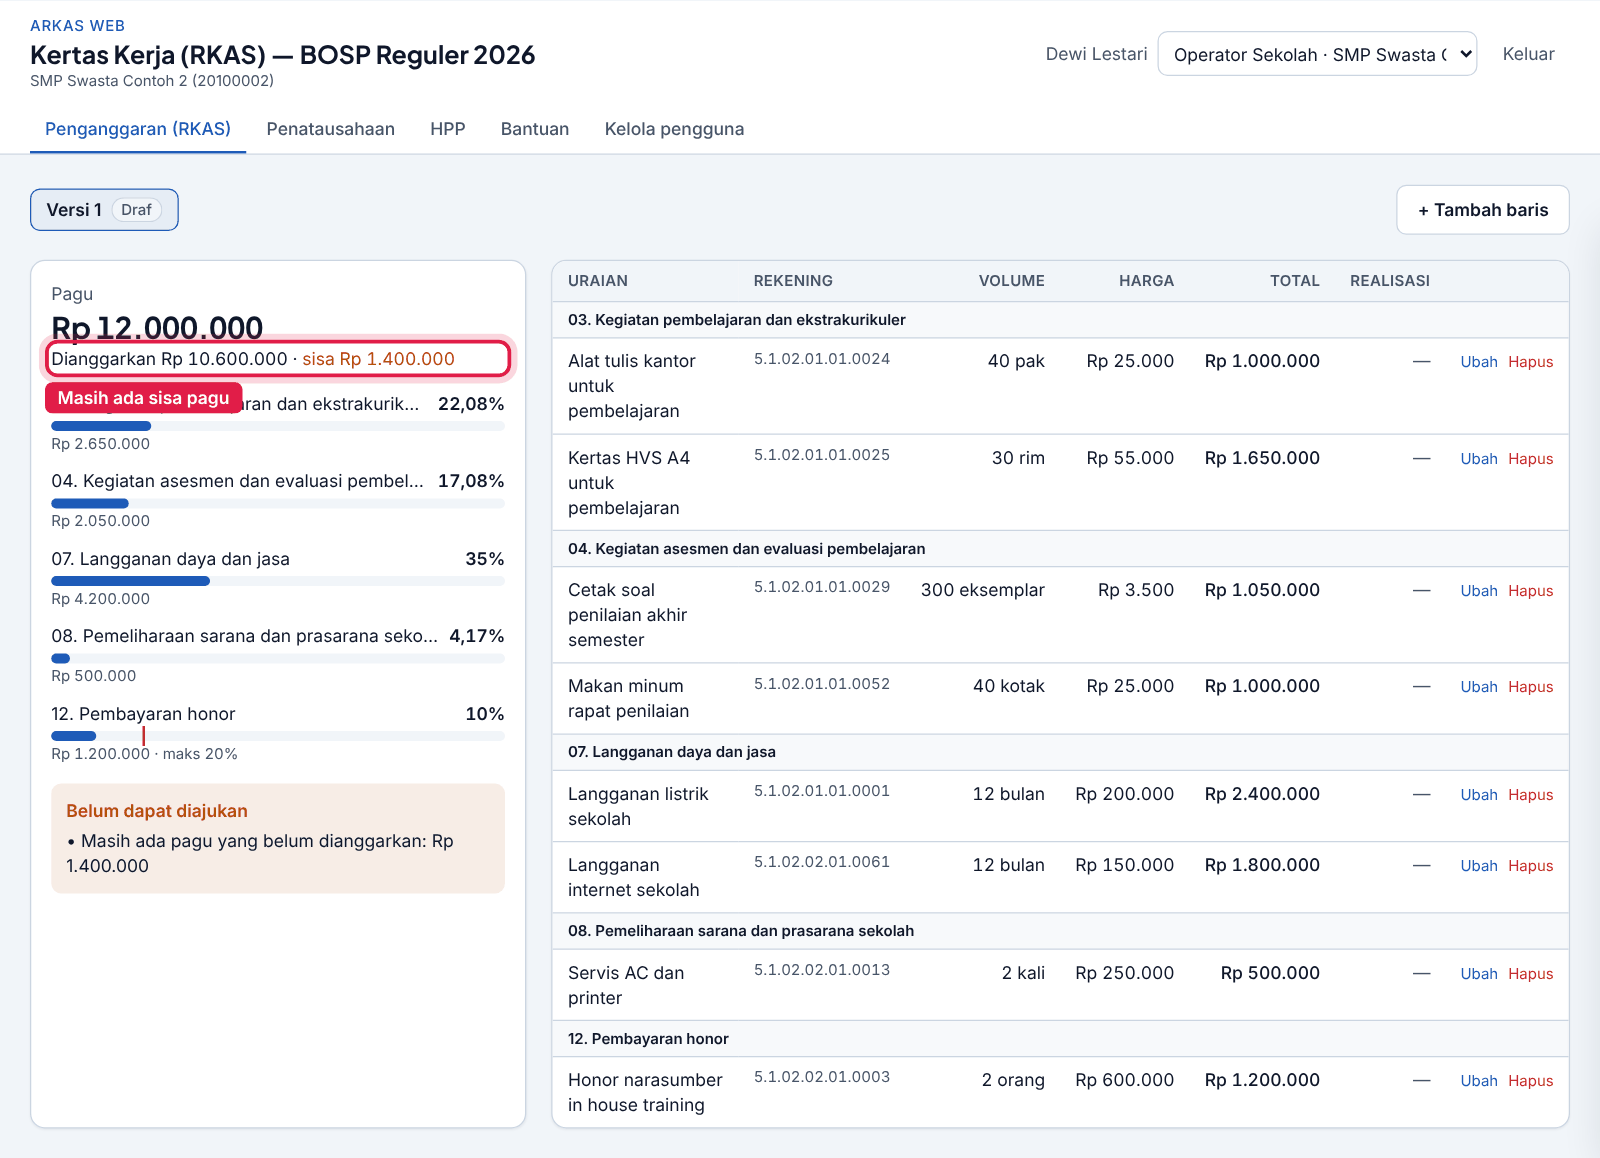 ARKAS WEB
Kertas Kerja (RKAS) — BOSP Reguler 2026
SMP Swasta Contoh 2 (20100002)
Dewi Lestari
Operator Sekolah · SMP Swasta
Keluar
Penganggaran (RKAS)
Penatausahaan
HPP
Bantuan
Kelola pengguna
Versi 1 Draf
+ Tambah baris
Pagu
Rp 12.000.000
Dianggarkan Rp 10.600.000 · sisa Rp 1.400.000
Masih ada sisa pagu
dan ekstrakurik... 22,08%
Rp 2.650.000
04. Kegiatan asesmen dan evaluasi pembel... 17,08%
Rp 2.050.000
07. Langganan daya dan jasa 35%
Rp 4.200.000
08. Pemeliharaan sarana dan prasarana seko... 4,17%
Rp 500.000
12. Pembayaran honor 10%
Rp 1.200.000 · maks 20%
Belum dapat diajukan
• Masih ada pagu yang belum dianggarkan: Rp
1.400.000
URAIAN REKENING VOLUME HARGA TOTAL REALISASI
03. Kegiatan pembelajaran dan ekstrakurikuler
Alat tulis kantor 5.1.02.01.01.0024 40 pak Rp 25.000 Rp 1.000.000 — Ubah Hapus
untuk
pembelajaran
Kertas HVS A4 5.1.02.01.01.0025 30 rim Rp 55.000 Rp 1.650.000 — Ubah Hapus
untuk
pembelajaran
04. Kegiatan asesmen dan evaluasi pembelajaran
Cetak soal 5.1.02.01.01.0029 300 eksemplar Rp 3.500 Rp 1.050.000 — Ubah Hapus
penilaian akhir
semester
Makan minum 5.1.02.01.01.0052 40 kotak Rp 25.000 Rp 1.000.000 — Ubah Hapus
rapat penilaian
07. Langganan daya dan jasa
Langganan listrik 5.1.02.01.01.0001 12 bulan Rp 200.000 Rp 2.400.000 — Ubah Hapus
sekolah
Langganan 5.1.02.02.01.0061 12 bulan Rp 150.000 Rp 1.800.000 — Ubah Hapus
internet sekolah
08. Pemeliharaan sarana dan prasarana sekolah
Servis AC dan 5.1.02.02.01.0013 2 kali Rp 250.000 Rp 500.000 — Ubah Hapus
printer
12. Pembayaran honor
Honor narasumber 5.1.02.02.01.0003 2 orang Rp 600.000 Rp 1.200.000 — Ubah Hapus
in house training